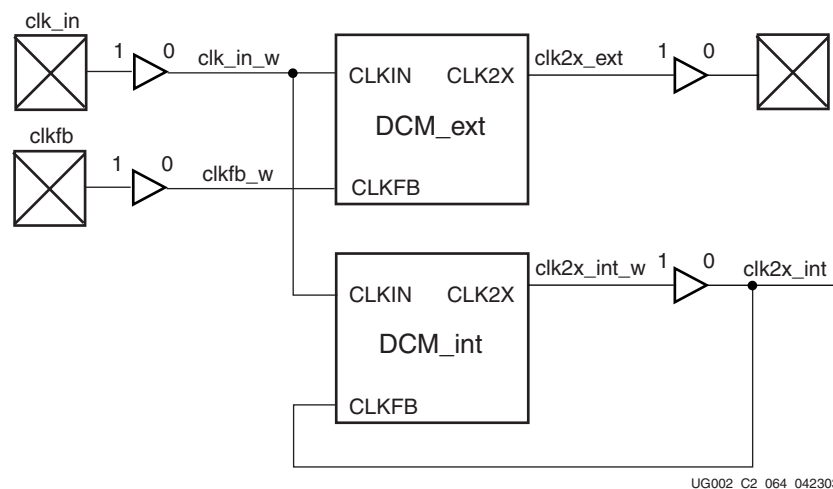 clk_in
1 0 clk_in_w
CLKIN CLK2X
clk2x_ext
1 0
DCM_ext
clkfb
1 0 clkfb_w
CLKFB
CLKIN CLK2X
clk2x_int_w
1 0
clk2x_int
DCM_int
CLKFB
UG002_C2_064_042303